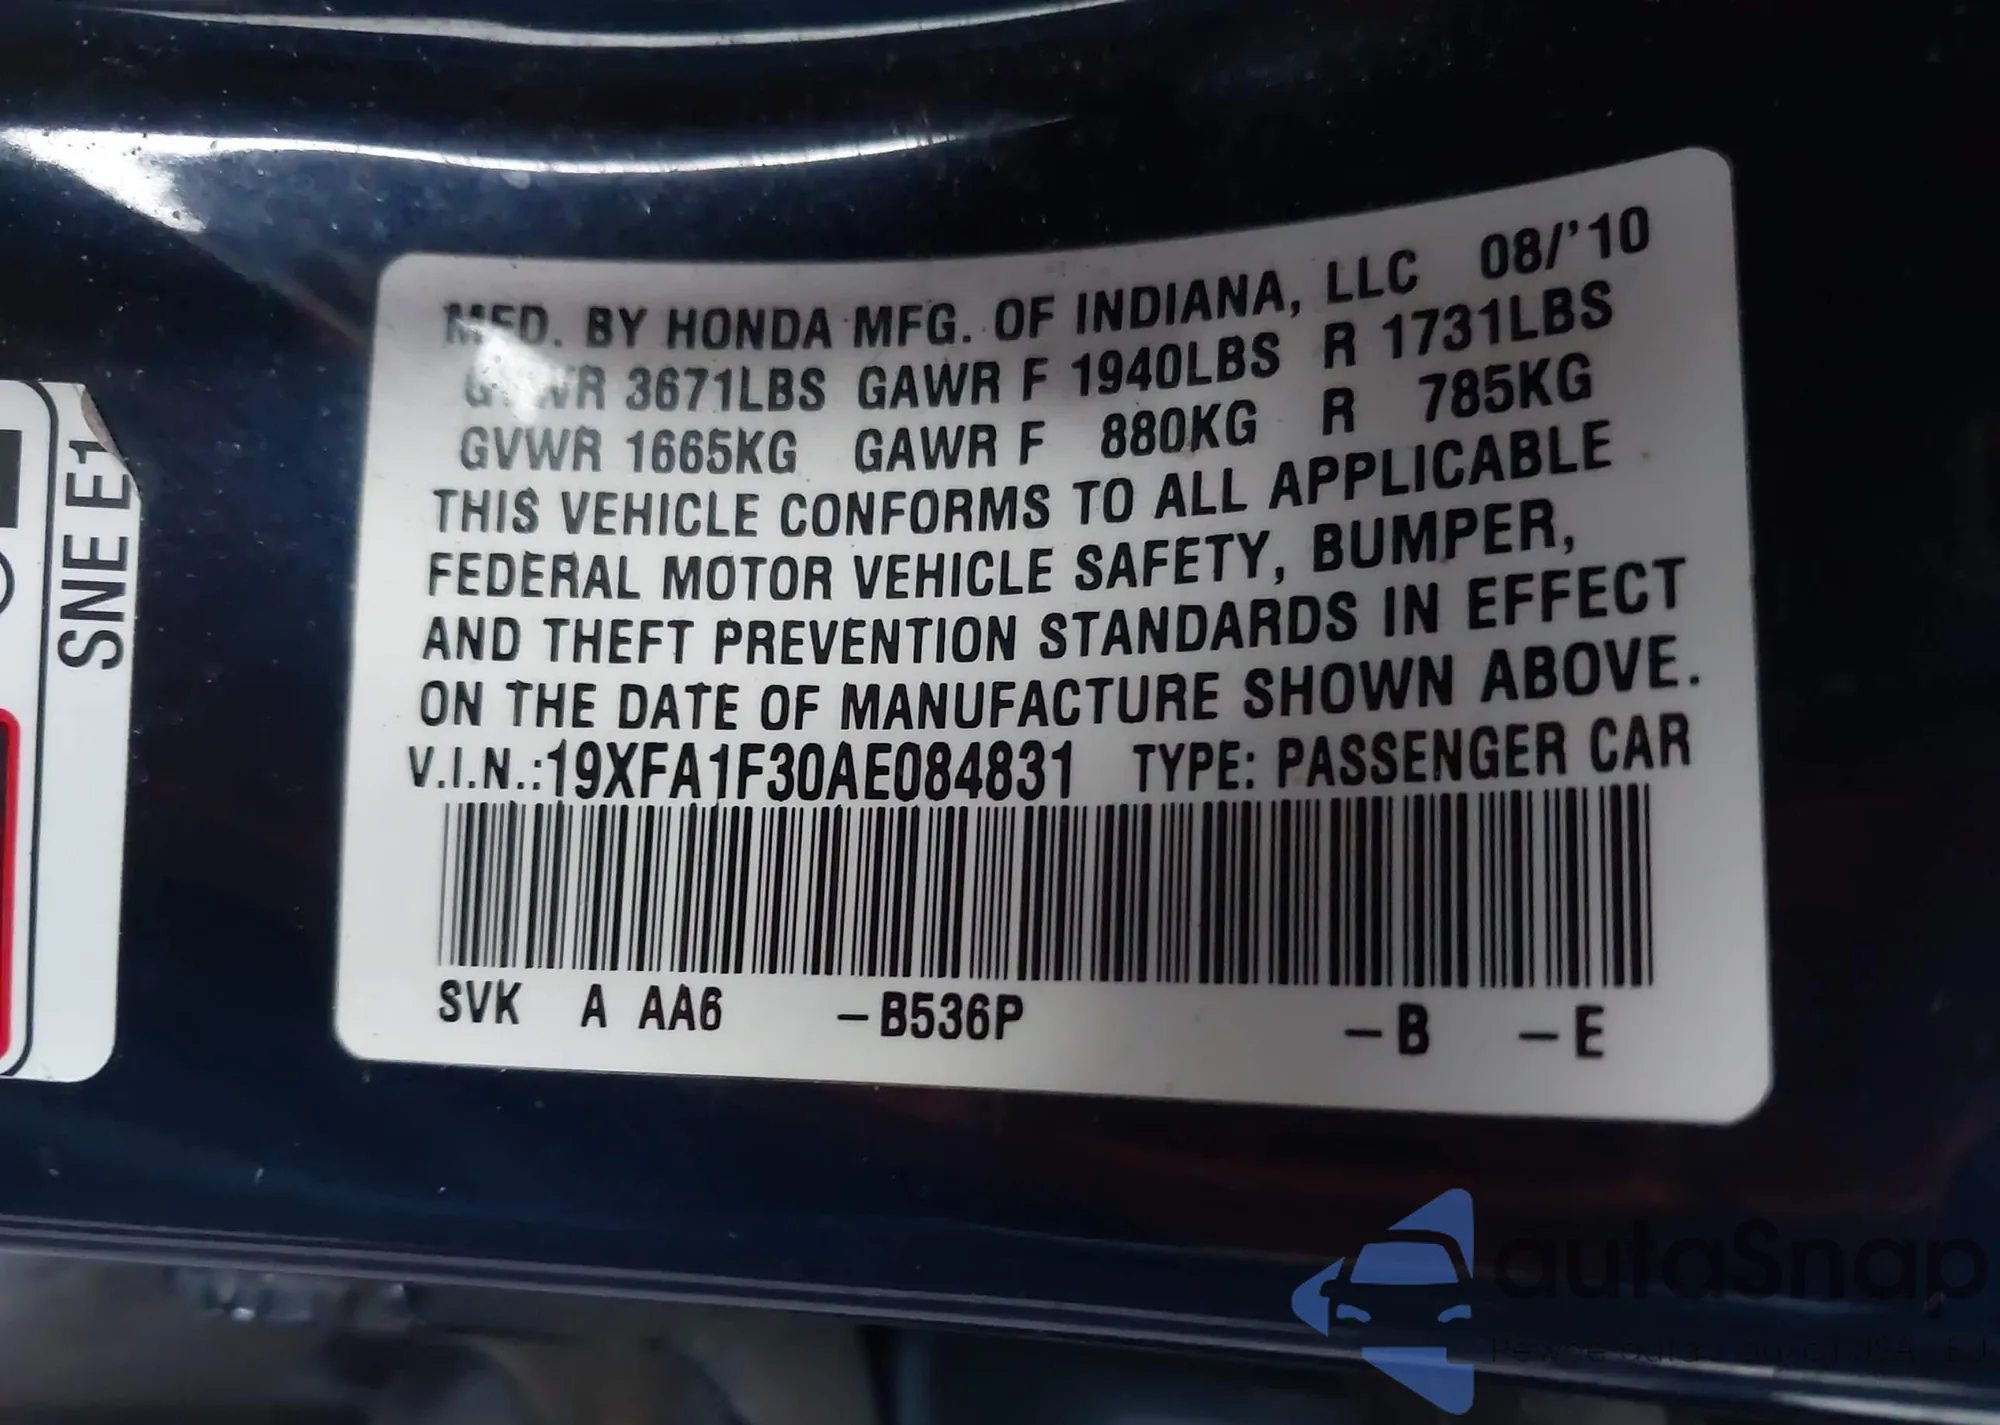 MFD. BY HONDA MFG. OF INDIANA, LLC 08/'10
GVWR 3671LBS GAWR F 1940LBS R 1731LBS
GVWR 1665KG GAWR F 880KG R 785KG
THIS VEHICLE CONFORMS TO ALL APPLICABLE
FEDERAL MOTOR VEHICLE SAFETY, BUMPER,
AND THEFT PREVENTION STANDARDS IN EFFECT
ON THE DATE OF MANUFACTURE SHOWN ABOVE.
V.I.N.:19XFA1F30AE084831 TYPE: PASSENGER CAR
SVK A AA6 –B536P –B –E
SNE E1
autaSnap